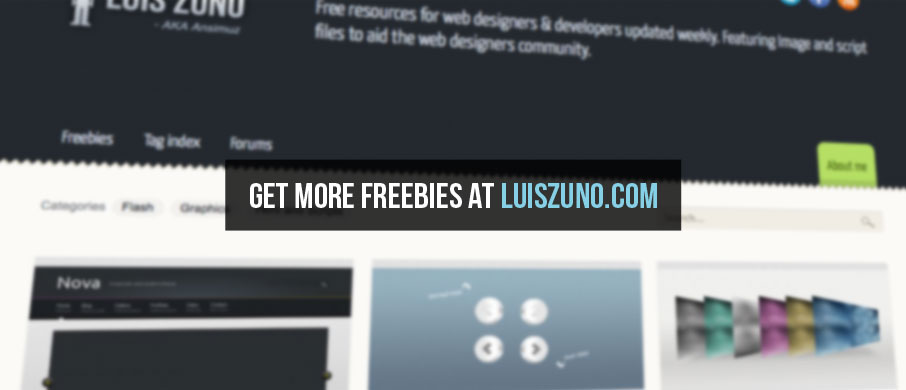 LUIS ZUNO
- AKA Ansimuz
Free resources for web designers & developers updated weekly. Featuring image and script
files to aid the web designers community.
Freebies Tag index Forums
About me
GET MORE FREEBIES AT LUISZUNO.COM
Categories Flash Graphics
Search...
Nova